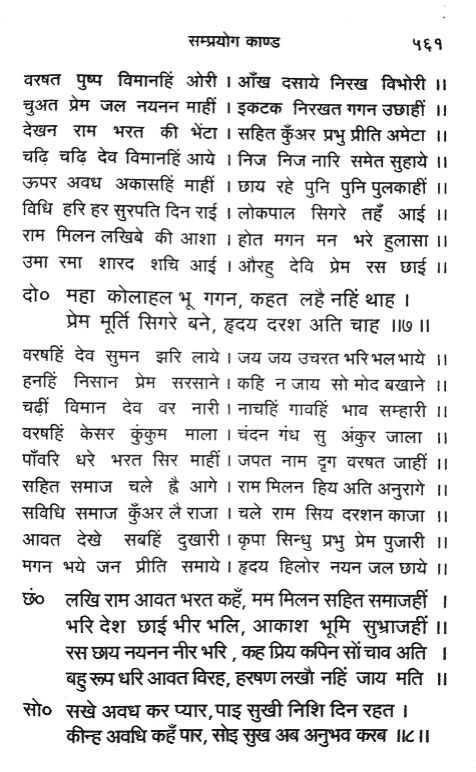 सम्प्रयोग काण्ड ५६१
वरषत पुष्प विमानहिं ओरी । आँख दसाये निरख विभोरी ।।
चुअत प्रेम जल नयनन माहीं । इकटक निरखत गगन उछाहीं ।।
देखन राम भरत की भेंटा । सहित कुँअर प्रभु प्रीति अमेटा ।।
चढ़ि चढ़ि देव विमानहिं आये । निज निज नारि समेत सुहाये ।।
ऊपर अवध अकासहिं माहीं । छाय रहे पुनि पुनि पुलकाहीं ।।
विधि हरि हर सुरपति दिन राई । लोकपाल सिगरे तहँ आई ।।
राम मिलन लखिबे की आशा । होत मगन मन भरे हुलासा ।।
उमा रमा शारद शचि आई । औरहु देवि प्रेम रस छाई ।।
दो० महा कोलाहल भू गगन, कहत लहै नहिं थाह ।
प्रेम मूर्ति सिगरे बने, हृदय दरश अति चाह ।।७।।
वरषहिं देव सुमन झरि लाये । जय जय उचरत भरि भल भाये ।।
हनहिं निसान प्रेम सरसाने । कहि न जाय सो मोद बखाने ।।
चढ़ीं विमान देव वर नारी । नाचहिं गावहिं भाव सम्हारी ।।
वरषहिं केसर कुंकुम माला । चंदन गंध सु अंकुर जाला ।।
पाँवरि धरे भरत सिर माहीं । जपत नाम दृग वरषत जाहीं ।।
सहित समाज चले ह्वै आगे । राम मिलन हिय अति अनुरागे ।।
सविधि समाज कुँअर लै राजा । चले राम सिय दरशन काजा ।।
आवत देखे सबहिं दुखारी । कृपा सिन्धु प्रभु प्रेम पुजारी ।।
मगन भये जन प्रीति समाये । हृदय हिलोर नयन जल छाये ।।
छं० लखि राम आवत भरत कहँ, मम मिलन सहित समाजहीं ।
भरि देश छाई भीर भलि, आकाश भूमि सुभ्राजहीं ।।
रस छाय नयनन नीर भरि, कह प्रिय कपिन सों चाव अति ।
बहु रूप धरि आवत विरह, हरषण लखौ नहिं जाय मति ।।
सो० सखे अवध कर प्यार, पाइ सुखी निशि दिन रहत ।
कीन्ह अवधि कहँ पार, सोइ सुख अब अनुभव करब ।।८।।